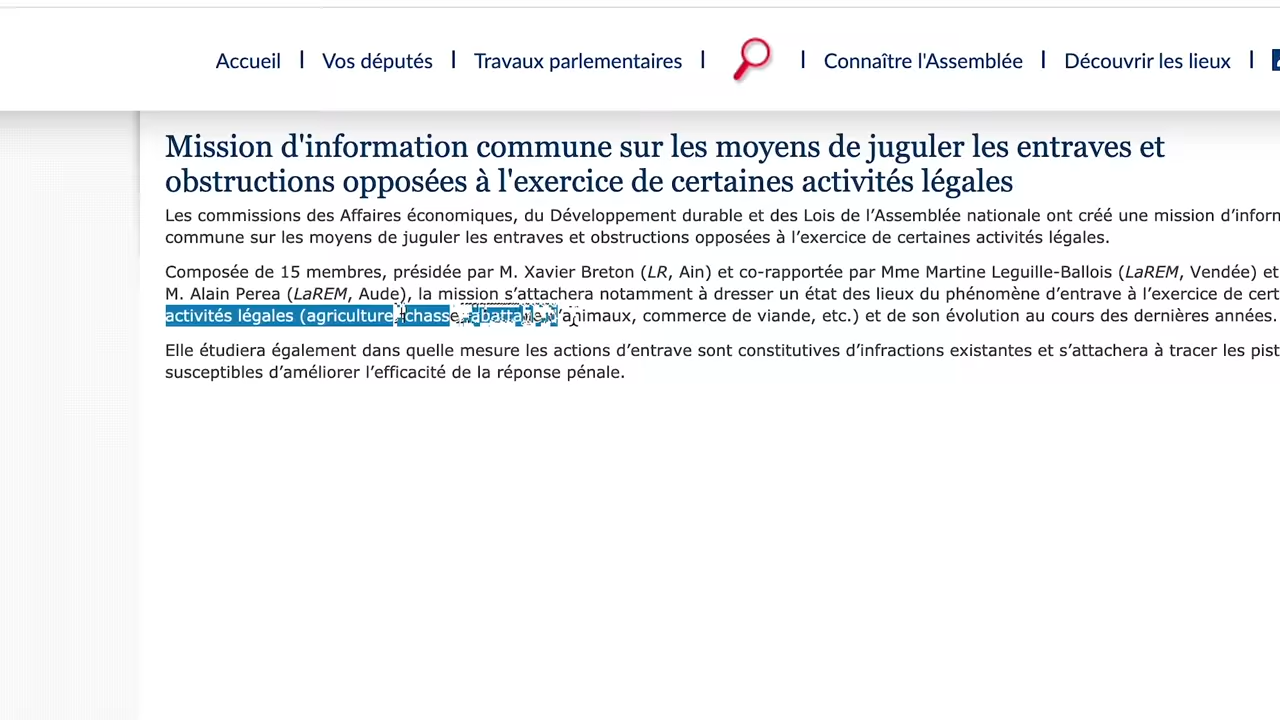 Accueil | Vos députés | Travaux parlementaires | | Connaître l'Assemblée | Découvrir les lieux |
Mission d'information commune sur les moyens de juguler les entraves et
obstructions opposées à l'exercice de certaines activités légales
Les commissions des Affaires économiques, du Développement durable et des Lois de l’Assemblée nationale ont créé une mission d’inforn
commune sur les moyens de juguler les entraves et obstructions opposées à l’exercice de certaines activités légales.
Composée de 15 membres, présidée par M. Xavier Breton (LR, Ain) et co-rapportée par Mme Martine Leguille-Ballois (LaREM, Vendée) et
M. Alain Perea (LaREM, Aude), la mission s’attachera notamment à dresser un état des lieux du phénomène d’entrave à l’exercice de cert
activités légales (agriculture, chasse, abattage d’animaux, commerce de viande, etc.) et de son évolution au cours des dernières années.
Elle étudiera également dans quelle mesure les actions d’entrave sont constitutives d’infractions existantes et s’attachera à tracer les pist
susceptibles d’améliorer l’efficacité de la réponse pénale.